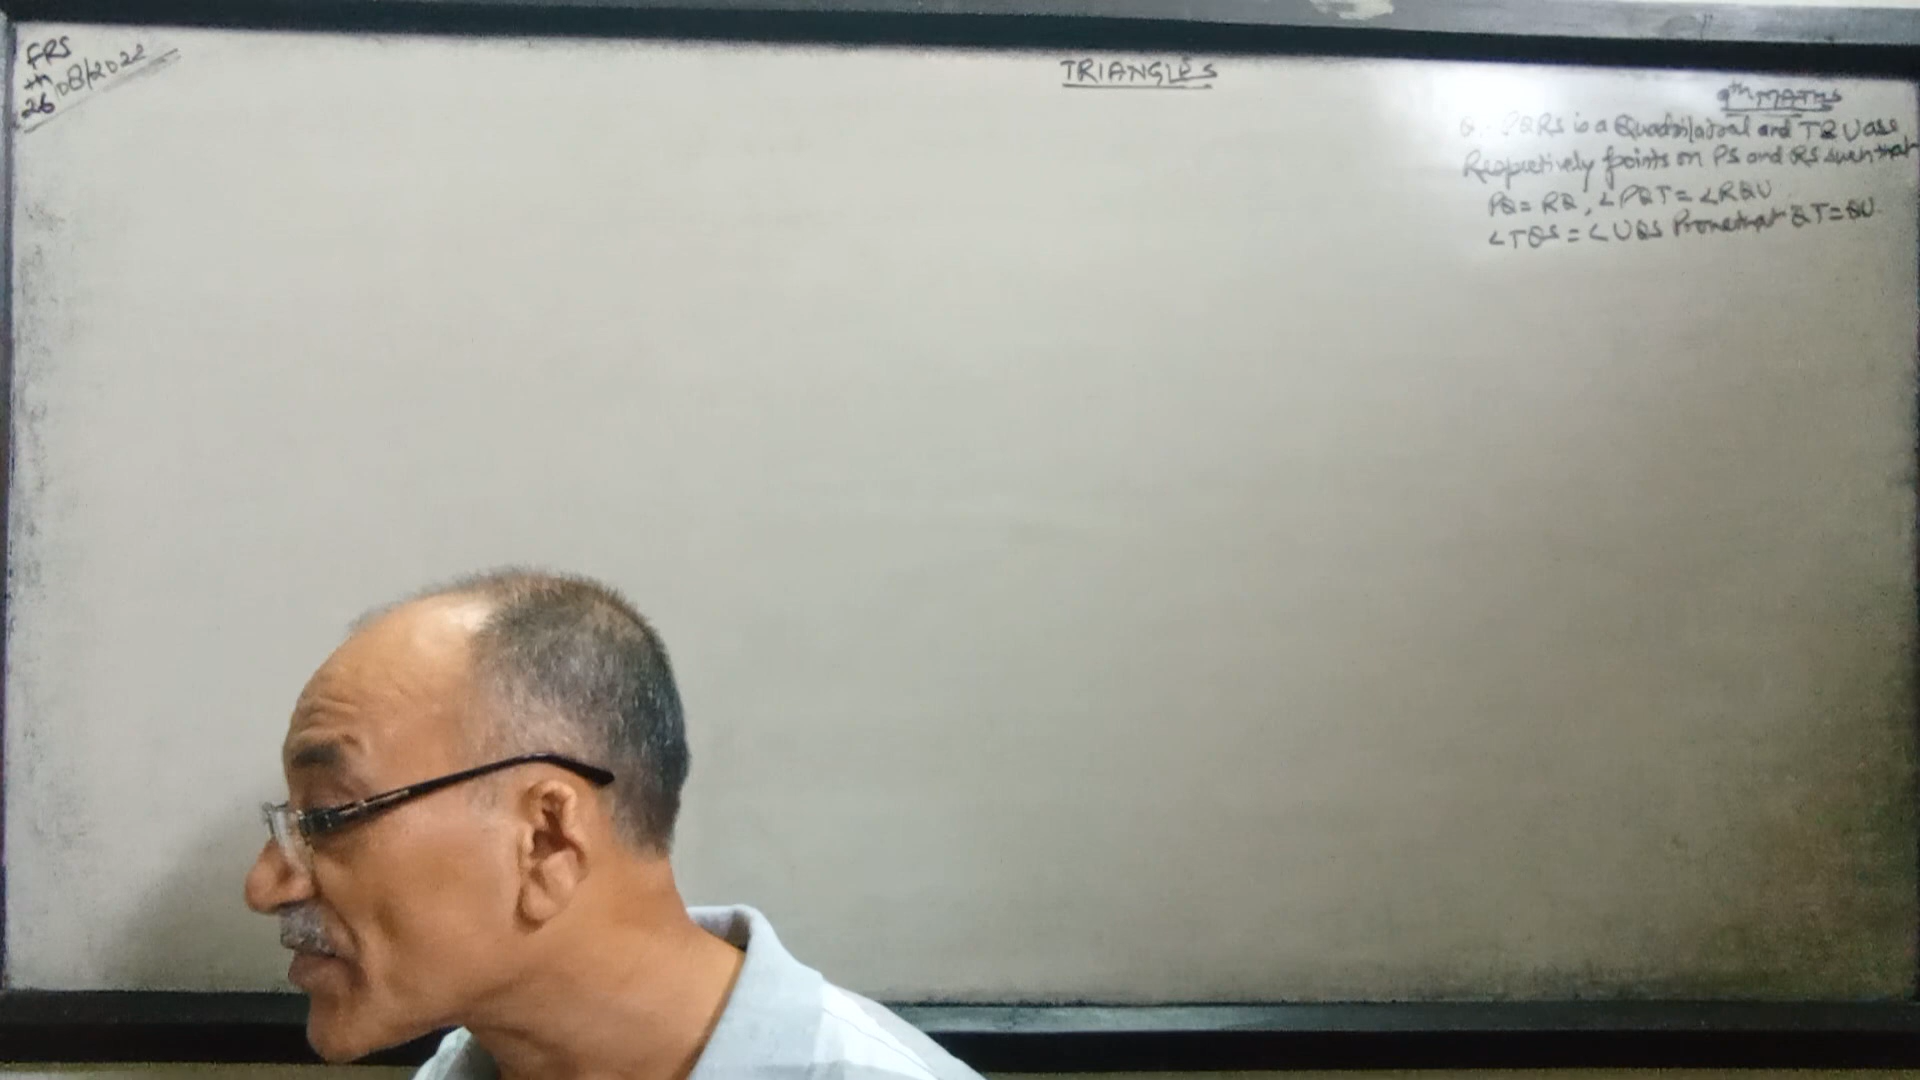 FRS
26th/08/2022
TRIANGLES
9th MATHS
Q.- PQRS is a Quadrilateral and T & U are
Respectively points on PS and RS such that
PQ = RQ, ∠PQT = ∠RQU
∠TQS = ∠UQS Prove that QT = QU.